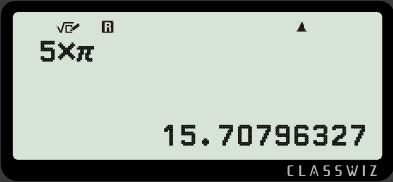 √□ R ▲
5×π
15.70796327
CLASSWIZ